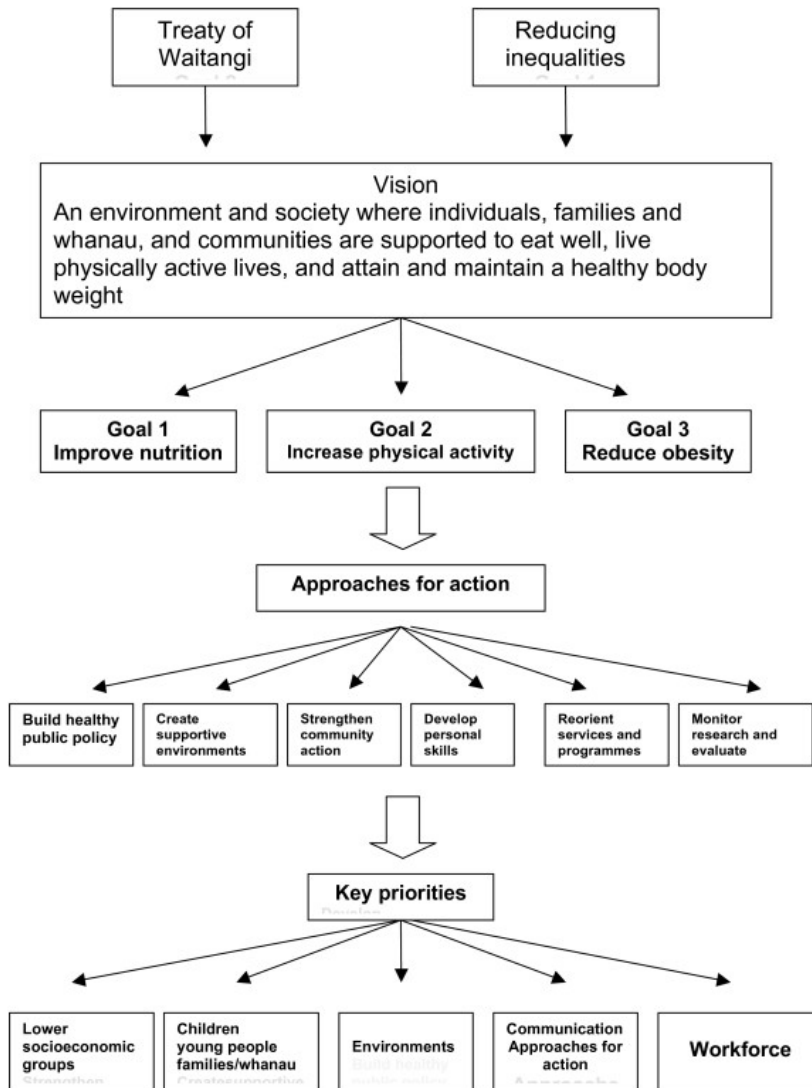 Treaty of
Waitangi
Reducing
inequalities
Vision
An environment and society where individuals, families and
whanau, and communities are supported to eat well, live
physically active lives, and attain and maintain a healthy body
weight
Goal 1
Improve nutrition
Goal 2
Increase physical activity
Goal 3
Reduce obesity
Approaches for action
Build healthy
public policy
Create
supportive
environments
Strengthen
community
action
Develop
personal
skills
Reorient
services and
programmes
Monitor
research and
evaluate
Key priorities
Lower
socioeconomic
groups
Children
young people
families/whanau
Environments
Communication
Approaches for
action
Workforce